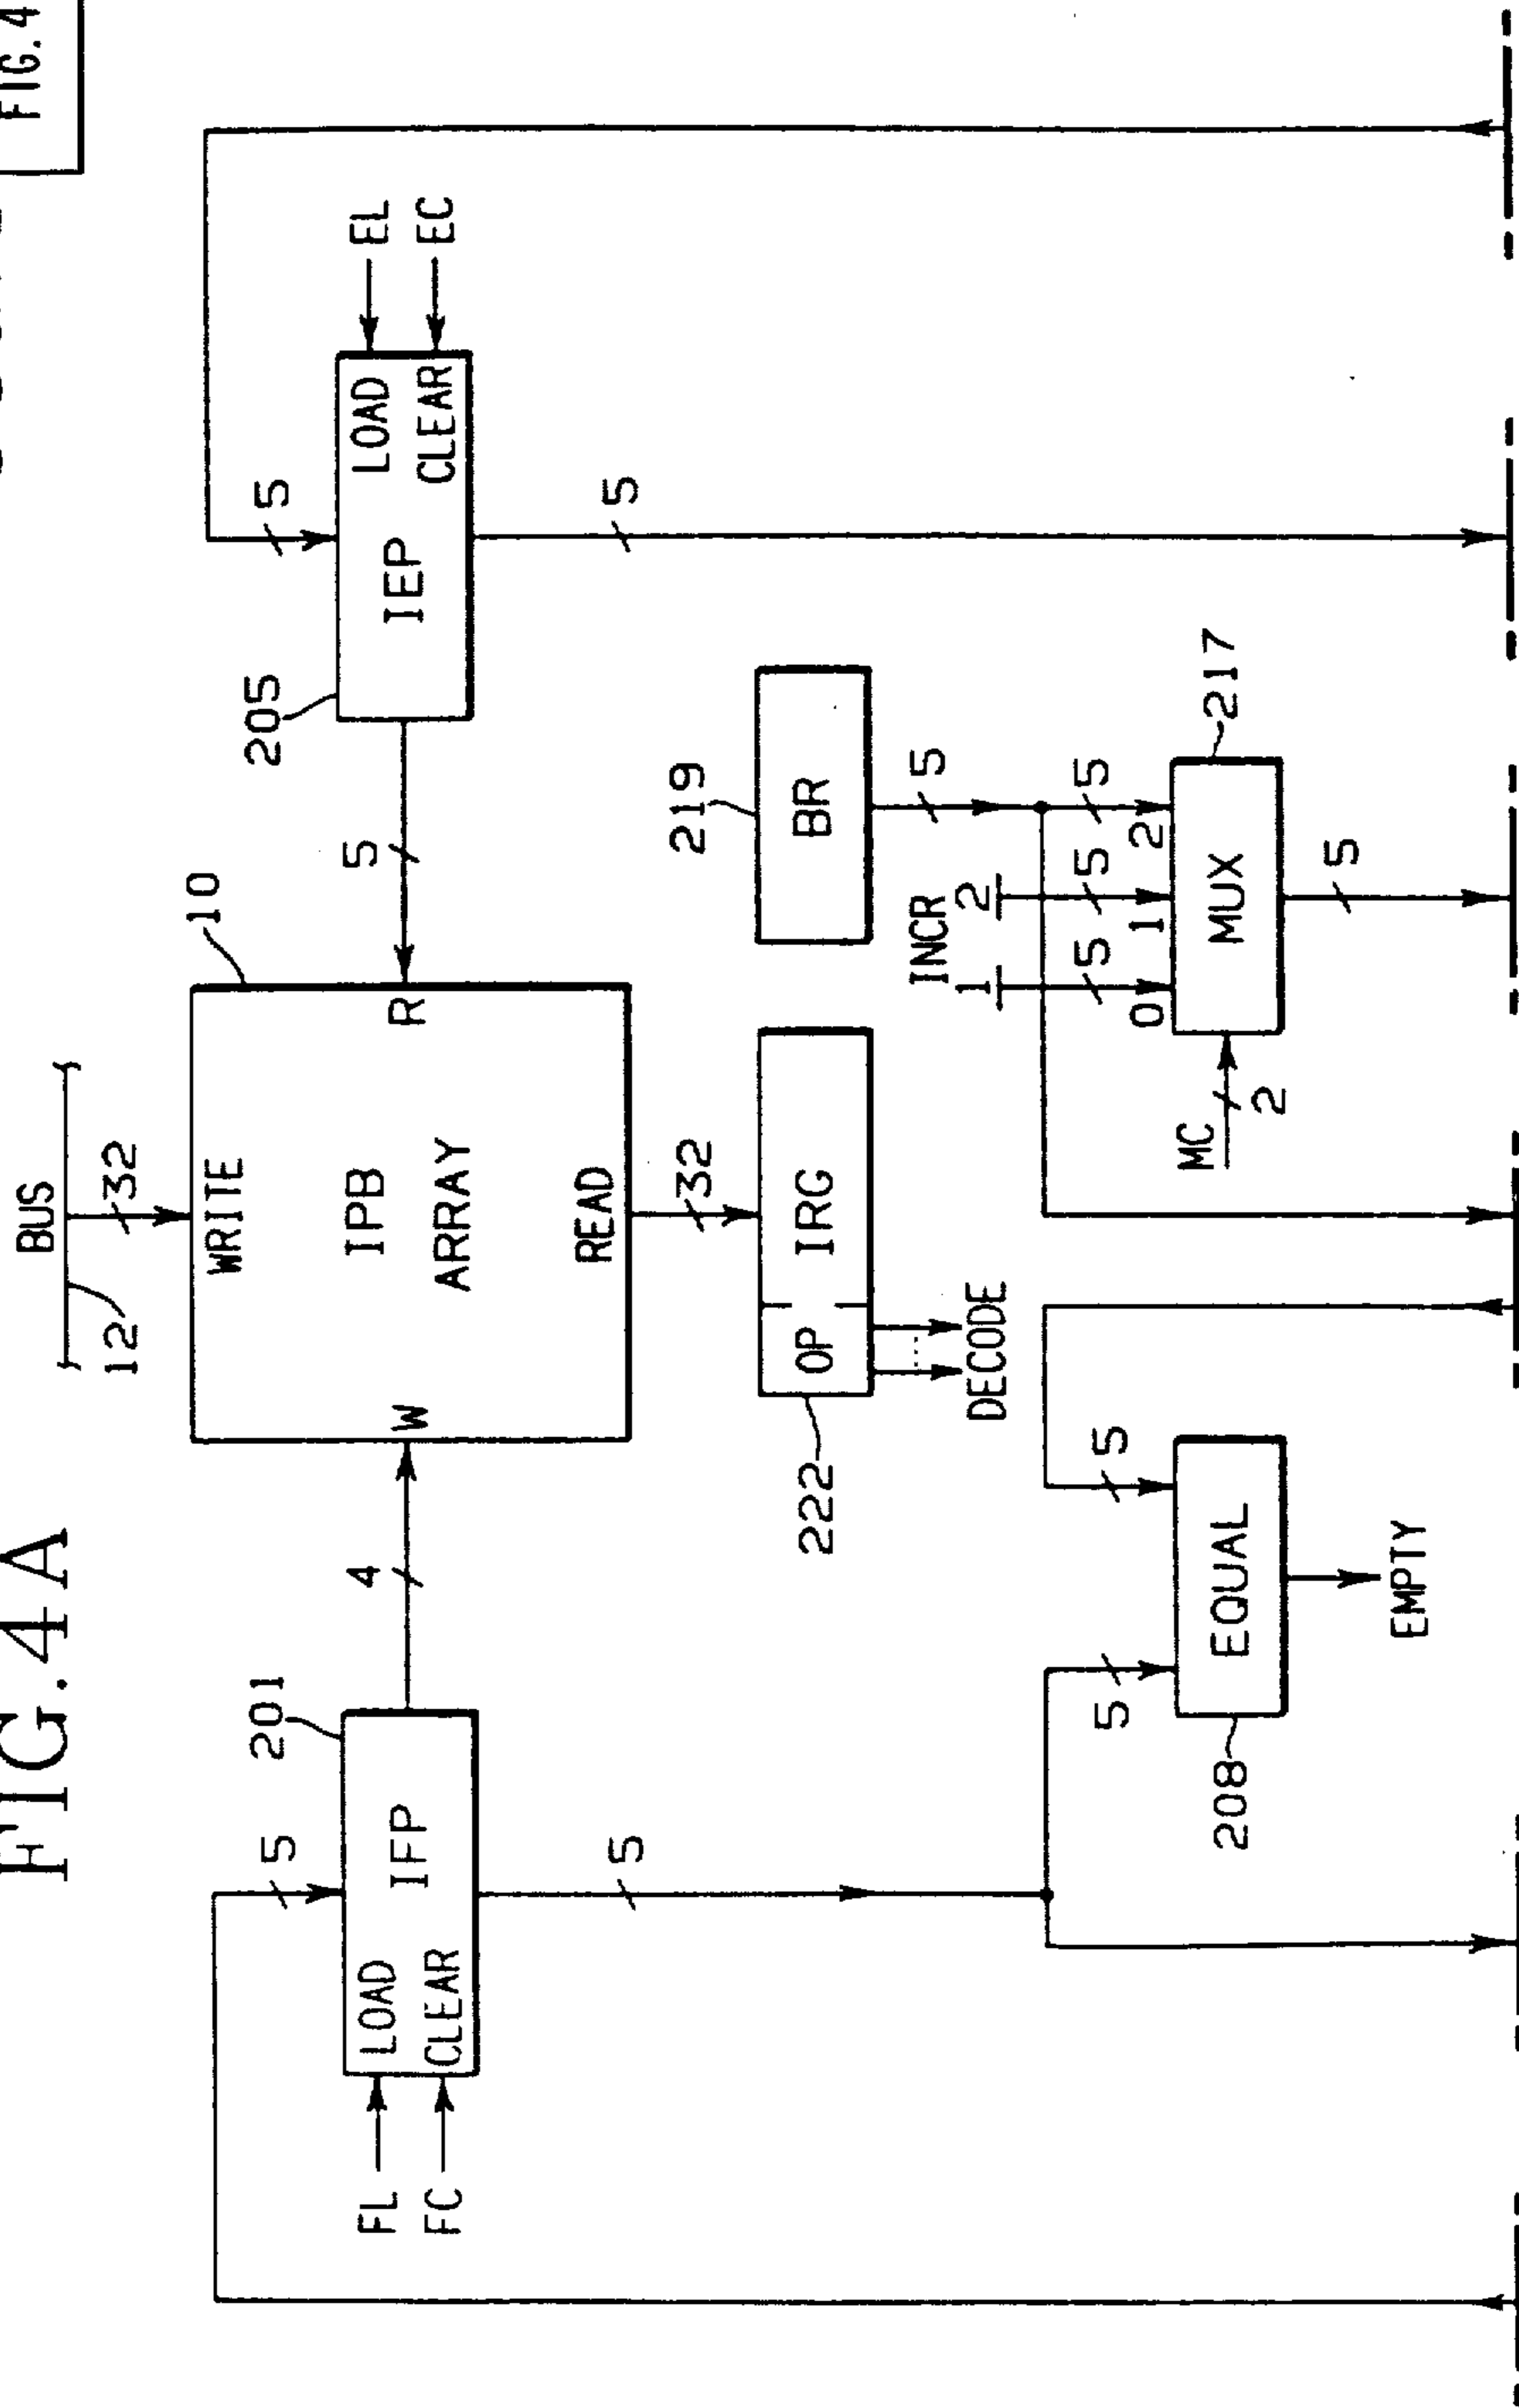 FIG. 4A
FIG. 4
BUS
12
32
10
WRITE
IPB
ARRAY
W
R
READ
4
5
201
5
LOAD
IFP
CLEAR
FL
FC
5
205
5
IEP
LOAD
CLEAR
EL
EC
5
32
OP
IRG
222
DECODE
219
BR
5
INCR
1
2
5
5
5
0
1
2
MC
2
MUX
217
5
5
5
EQUAL
208
EMPTY